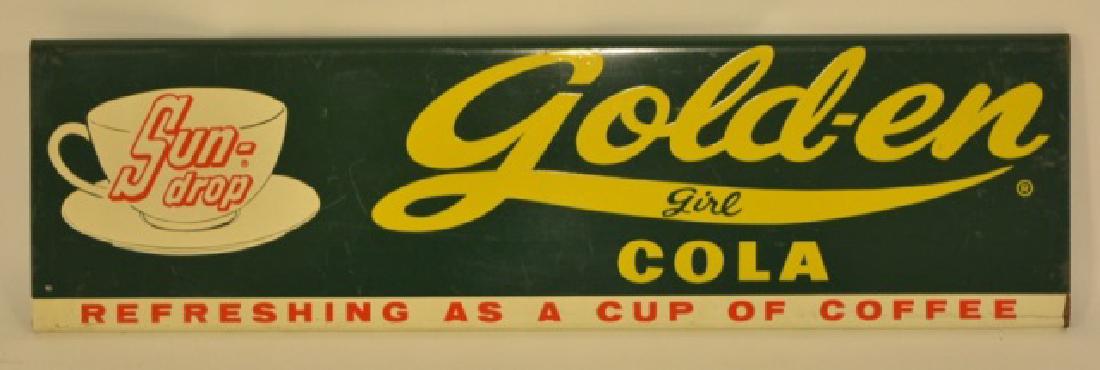 Sun-
drop®
Gold-en
girl
®
COLA
REFRESHING AS A CUP OF COFFEE